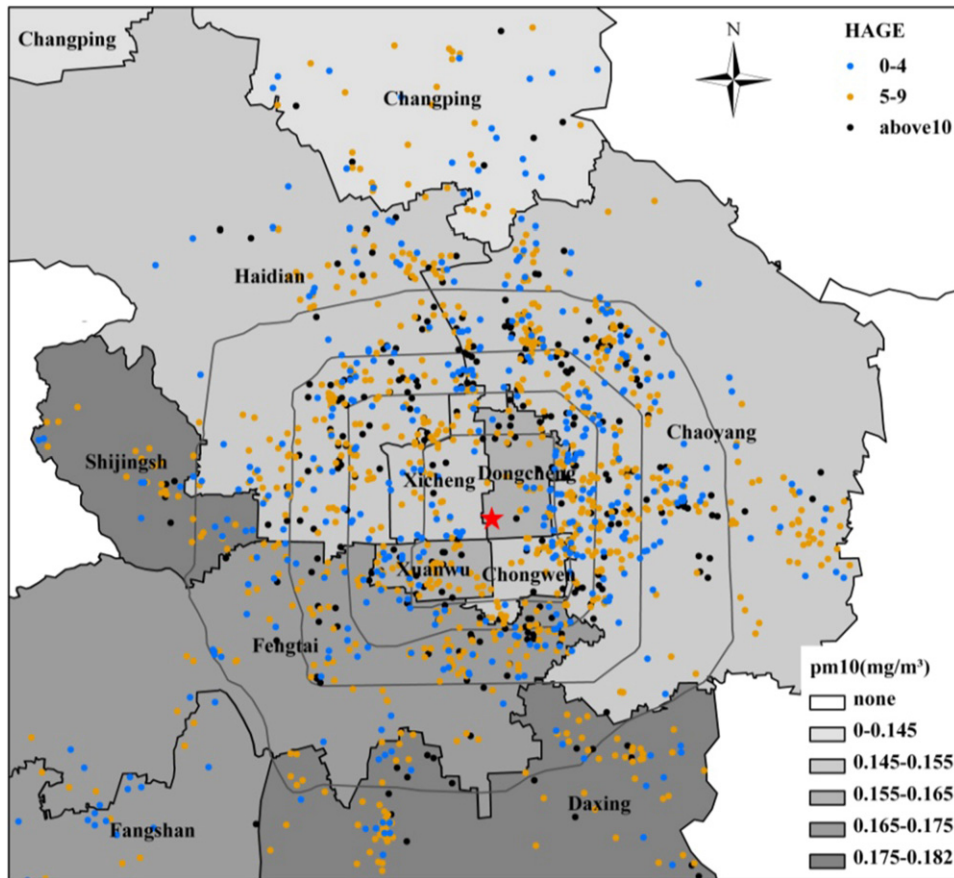 N
HAGE
0-4
5-9
above10
Changping
Changping
Haidian
Chaoyang
Shijingsh
Xicheng
Dongcheng
Xuanwu
Chongwen
Fengtai
Fangshan
Daxing
pm10(mg/m³)
none
0-0.145
0.145-0.155
0.155-0.165
0.165-0.175
0.175-0.182